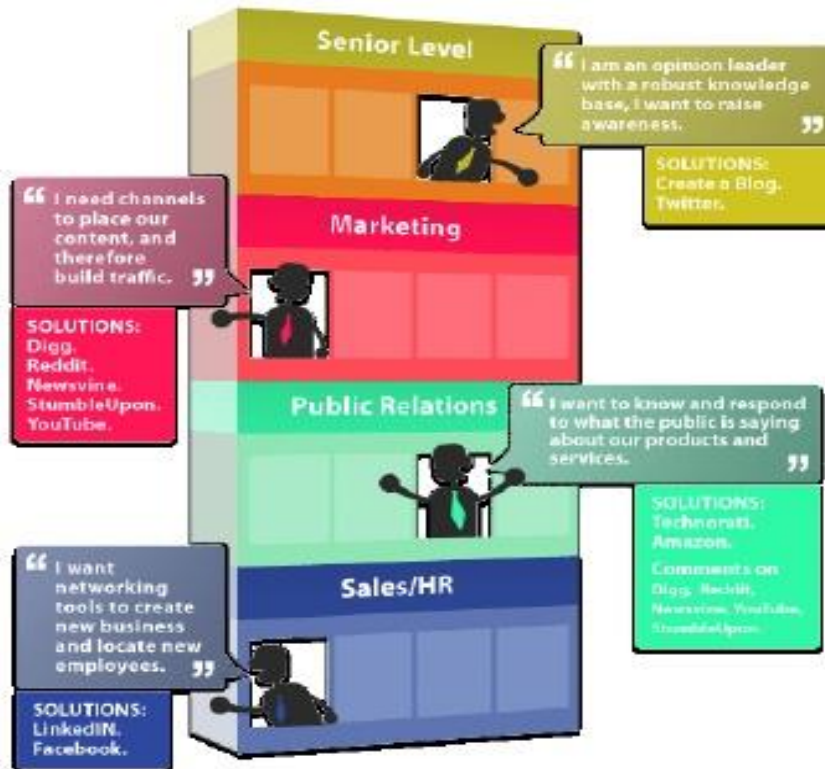 Senior Level
“ I am an opinion leader
with a robust knowledge
base, I want to raise
awareness. ”
SOLUTIONS:
Create a Blog.
Twitter.
“ I need channels
to place our
content, and
therefore
build traffic. ”
SOLUTIONS:
Digg.
Reddit.
Newsvine.
StumbleUpon.
YouTube.
Marketing
Public Relations
“ I want to know and respond
to what the public is saying
about our products and
services. ”
SOLUTIONS:
Technorati.
Amazon.
Comments on
Digg, Reddit,
Newsvine, YouTube,
StumbleUpon.
“ I want
networking
tools to create
new business
and locate new
employees. ”
SOLUTIONS:
LinkedIN.
Facebook.
Sales/HR